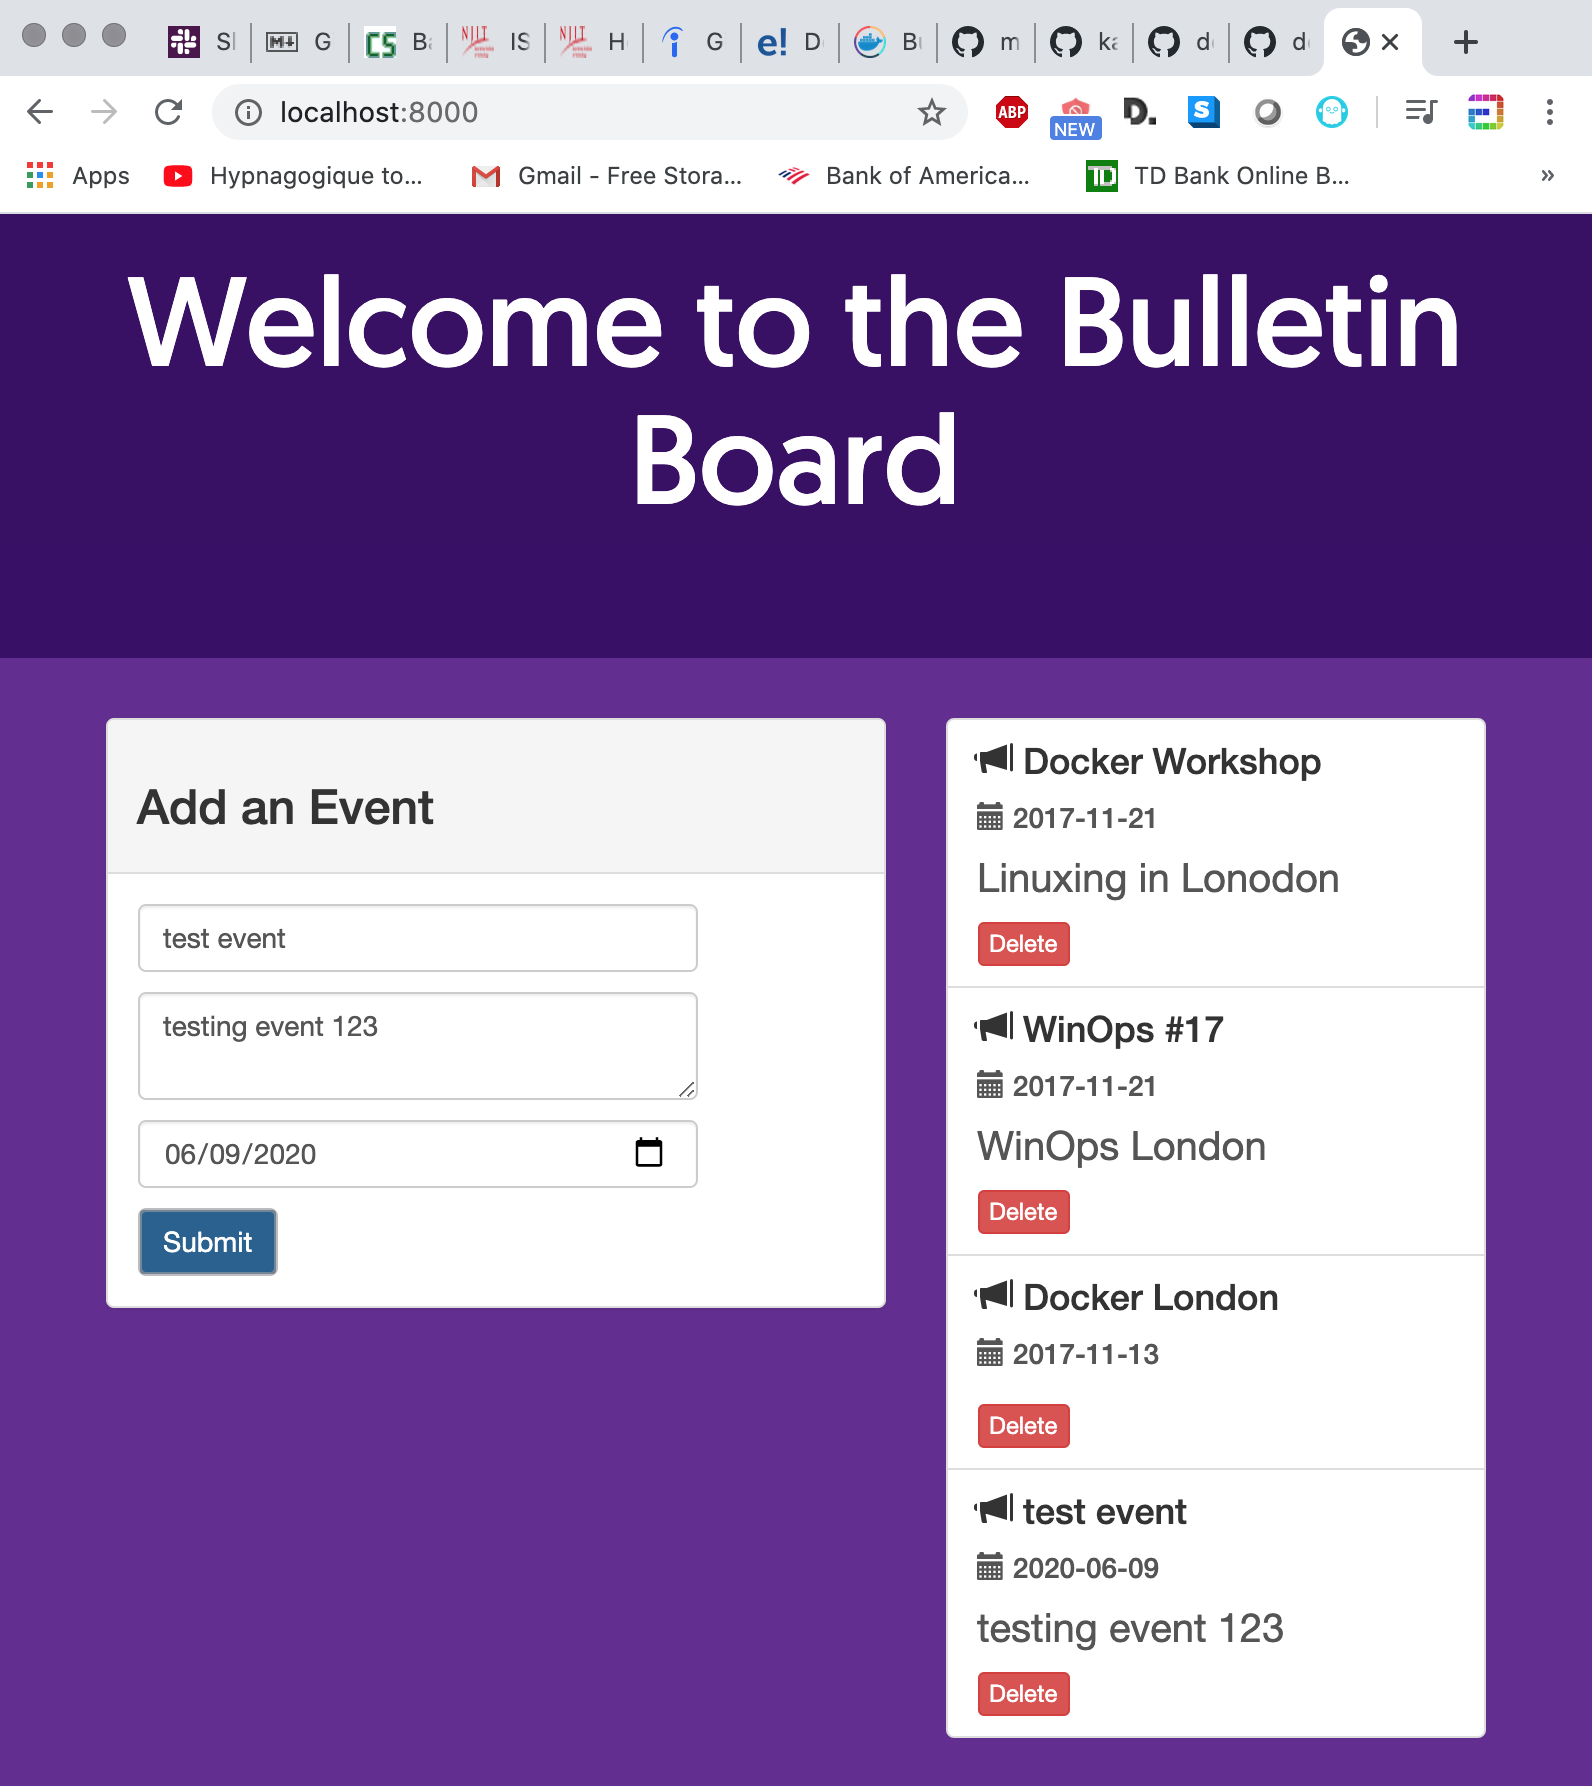 Sl G Ba IS H G D Bu m ka d d
localhost:8000
ABP NEW D. S
Apps Hypnagogique to... Gmail - Free Stora... Bank of America... TD Bank Online B... »
Welcome to the Bulletin
Board
Add an Event
test event
testing event 123
06/09/2020
Submit
Docker Workshop
2017-11-21
Linuxing in Lonodon
Delete
WinOps #17
2017-11-21
WinOps London
Delete
Docker London
2017-11-13
Delete
test event
2020-06-09
testing event 123
Delete